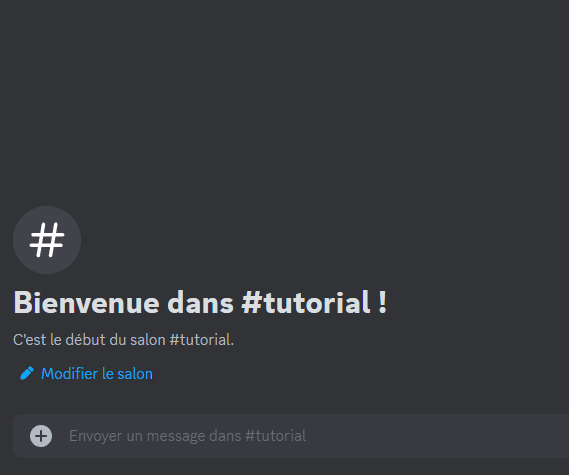 Bienvenue dans #tutorial !
C'est le début du salon #tutorial.
Modifier le salon
Envoyer un message dans #tutorial